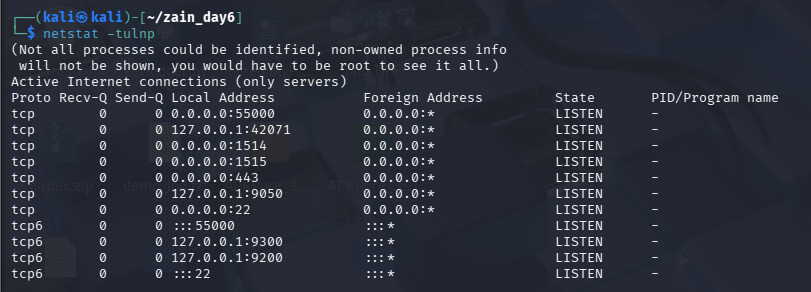 ┌──(kali㉿kali)-[~/zain_day6]
└─$ netstat -tulnp
(Not all processes could be identified, non-owned process info
 will not be shown, you would have to be root to see it all.)
Active Internet connections (only servers)
Proto Recv-Q Send-Q Local Address           Foreign Address         State       PID/Program name
tcp        0      0 0.0.0.0:55000           0.0.0.0:*               LISTEN      -
tcp        0      0 127.0.0.1:42071         0.0.0.0:*               LISTEN      -
tcp        0      0 0.0.0.0:1514            0.0.0.0:*               LISTEN      -
tcp        0      0 0.0.0.0:1515            0.0.0.0:*               LISTEN      -
tcp        0      0 0.0.0.0:443             0.0.0.0:*               LISTEN      -
tcp        0      0 127.0.0.1:9050          0.0.0.0:*               LISTEN      -
tcp        0      0 0.0.0.0:22              0.0.0.0:*               LISTEN      -
tcp6       0      0 :::55000                :::*                    LISTEN      -
tcp6       0      0 127.0.0.1:9300          :::*                    LISTEN      -
tcp6       0      0 127.0.0.1:9200          :::*                    LISTEN      -
tcp6       0      0 :::22                   :::*                    LISTEN      -